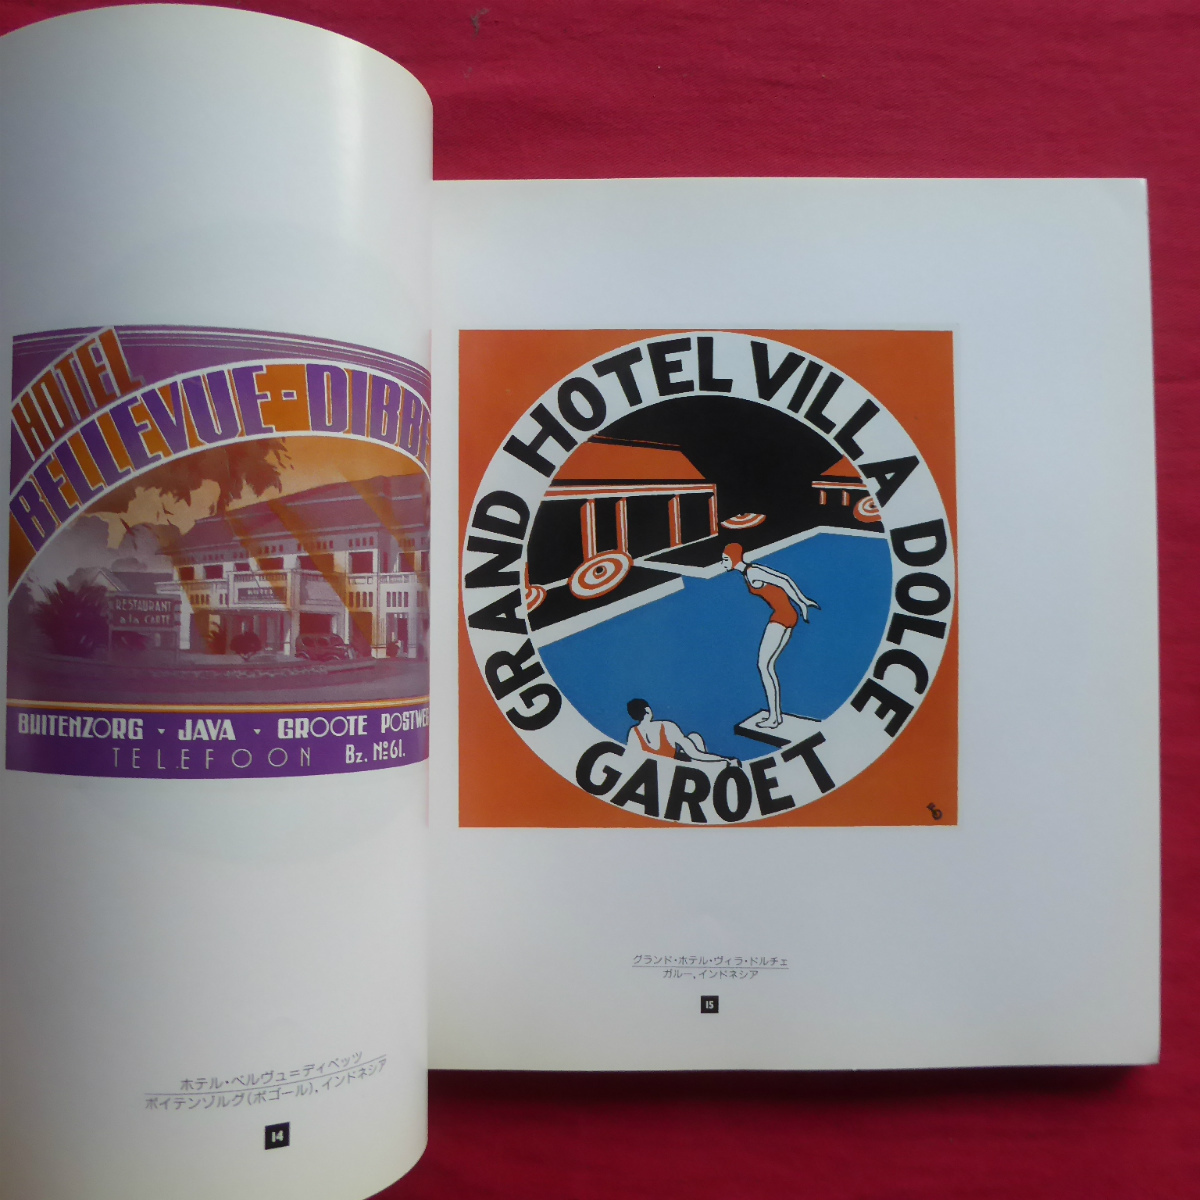 HOTEL
BELLEVUE-DIBBE
HOTEL
RESTAURANT
à la CARTE
BUITENZORG · JAVA · GROOTE POSTWE
TELEFOON Bz. No 61.
ホテル・ベルヴュ=ディベッツ
ボイテンゾルグ(ボゴール)、インドネシア
14
GRAND HOTEL VILLA DOLCE
GAROET
グランド・ホテル・ヴィラ・ドルチェ
ガルー、インドネシア
15